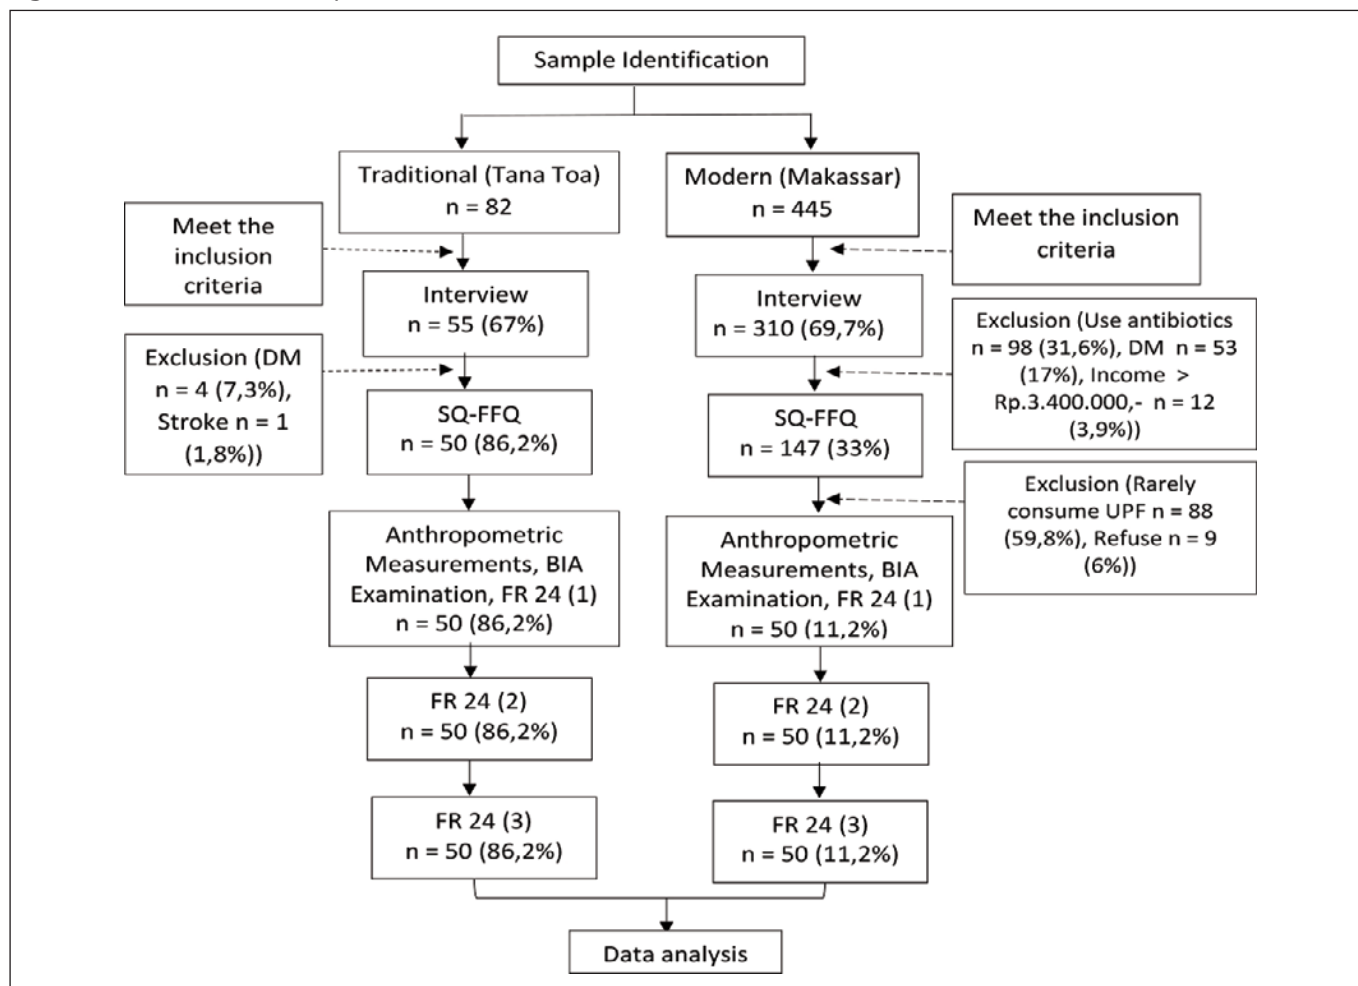 Sample Identification
Traditional (Tana Toa)
n = 82
Modern (Makassar)
n = 445
Meet the
inclusion
criteria
Meet the inclusion
criteria
Interview
n = 55 (67%)
Interview
n = 310 (69,7%)
Exclusion (DM
n = 4 (7,3%),
Stroke n = 1
(1,8%))
Exclusion (Use antibiotics
n = 98 (31,6%), DM n = 53
(17%), Income >
Rp.3.400.000,- n = 12
(3,9%))
SQ-FFQ
n = 50 (86,2%)
SQ-FFQ
n = 147 (33%)
Exclusion (Rarely
consume UPF n = 88
(59,8%), Refuse n = 9
(6%))
Anthropometric
Measurements, BIA
Examination, FR 24 (1)
n = 50 (86,2%)
Anthropometric
Measurements, BIA
Examination, FR 24 (1)
n = 50 (11,2%)
FR 24 (2)
n = 50 (86,2%)
FR 24 (2)
n = 50 (11,2%)
FR 24 (3)
n = 50 (86,2%)
FR 24 (3)
n = 50 (11,2%)
Data analysis